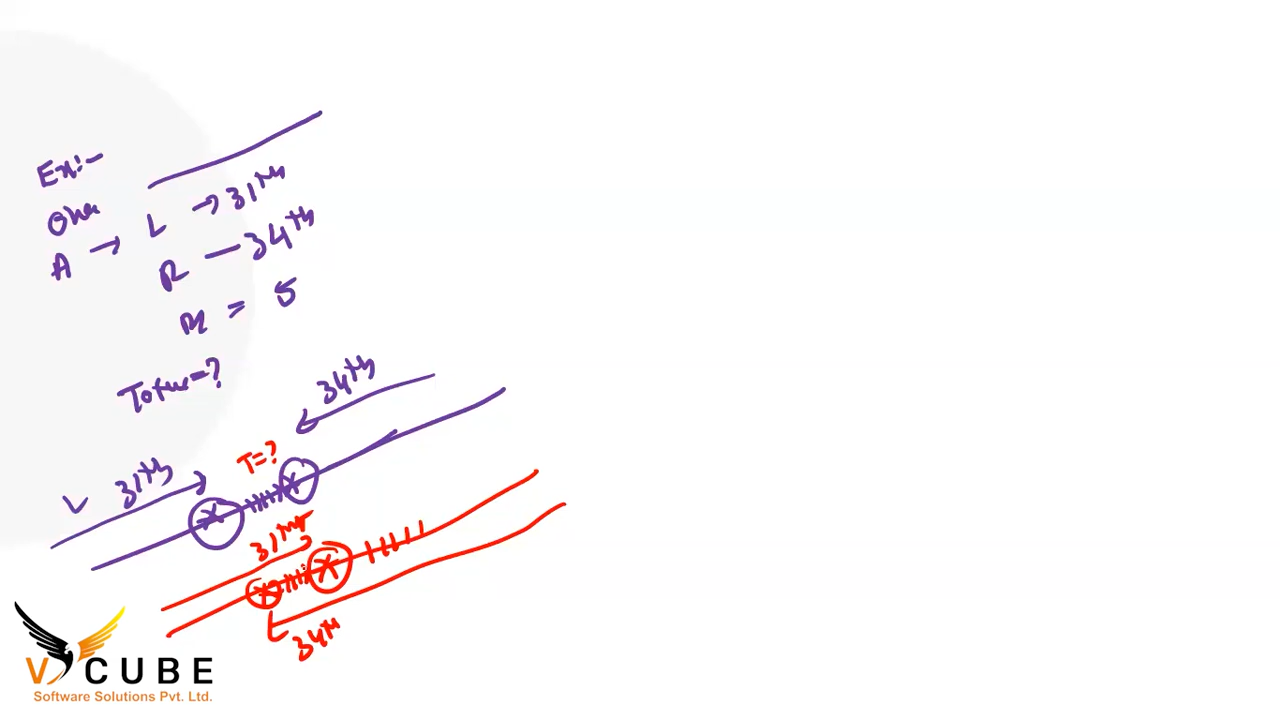 Ex:-
One
A → L → 31th
R — 34th
M = 5
Total = ?
34th
T=?
L 31th
31th
34th
V CUBE
Software Solutions Pvt. Ltd.